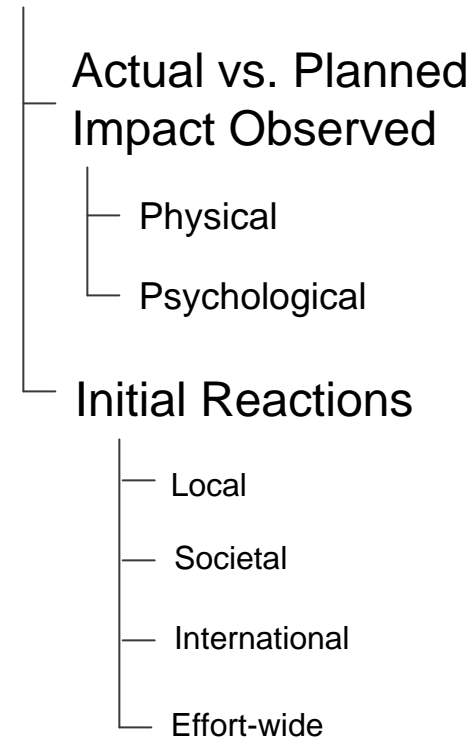 Actual vs. Planned
Impact Observed
Physical
Psychological
Initial Reactions
Local
Societal
International
Effort-wide